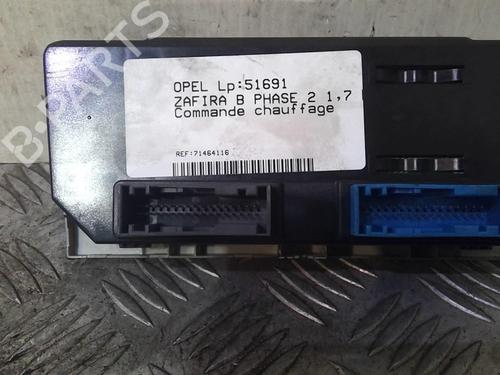 B-PARTS
OPEL Lp:51691
ZAFIRA B PHASE 2 1,7
Commande chauffage
REF:71464116